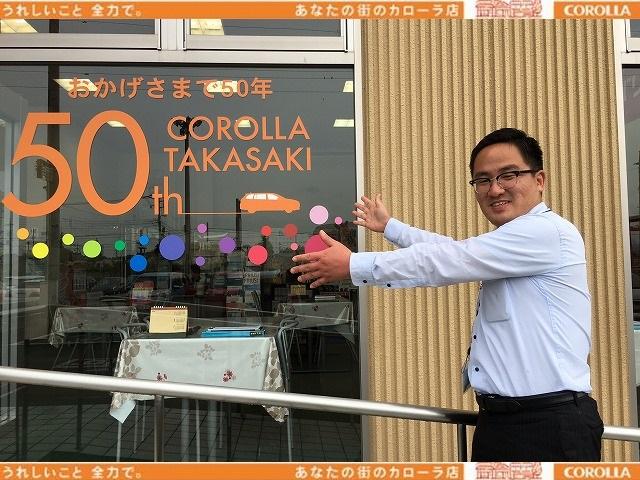 うれしいこと 全力で。 あなたの街のカローラ店 COROLLA
おかげさまで50年
50th
COROLLA
TAKASAKI
うれしいこと 全力で。 あなたの街のカローラ店 COROLLA